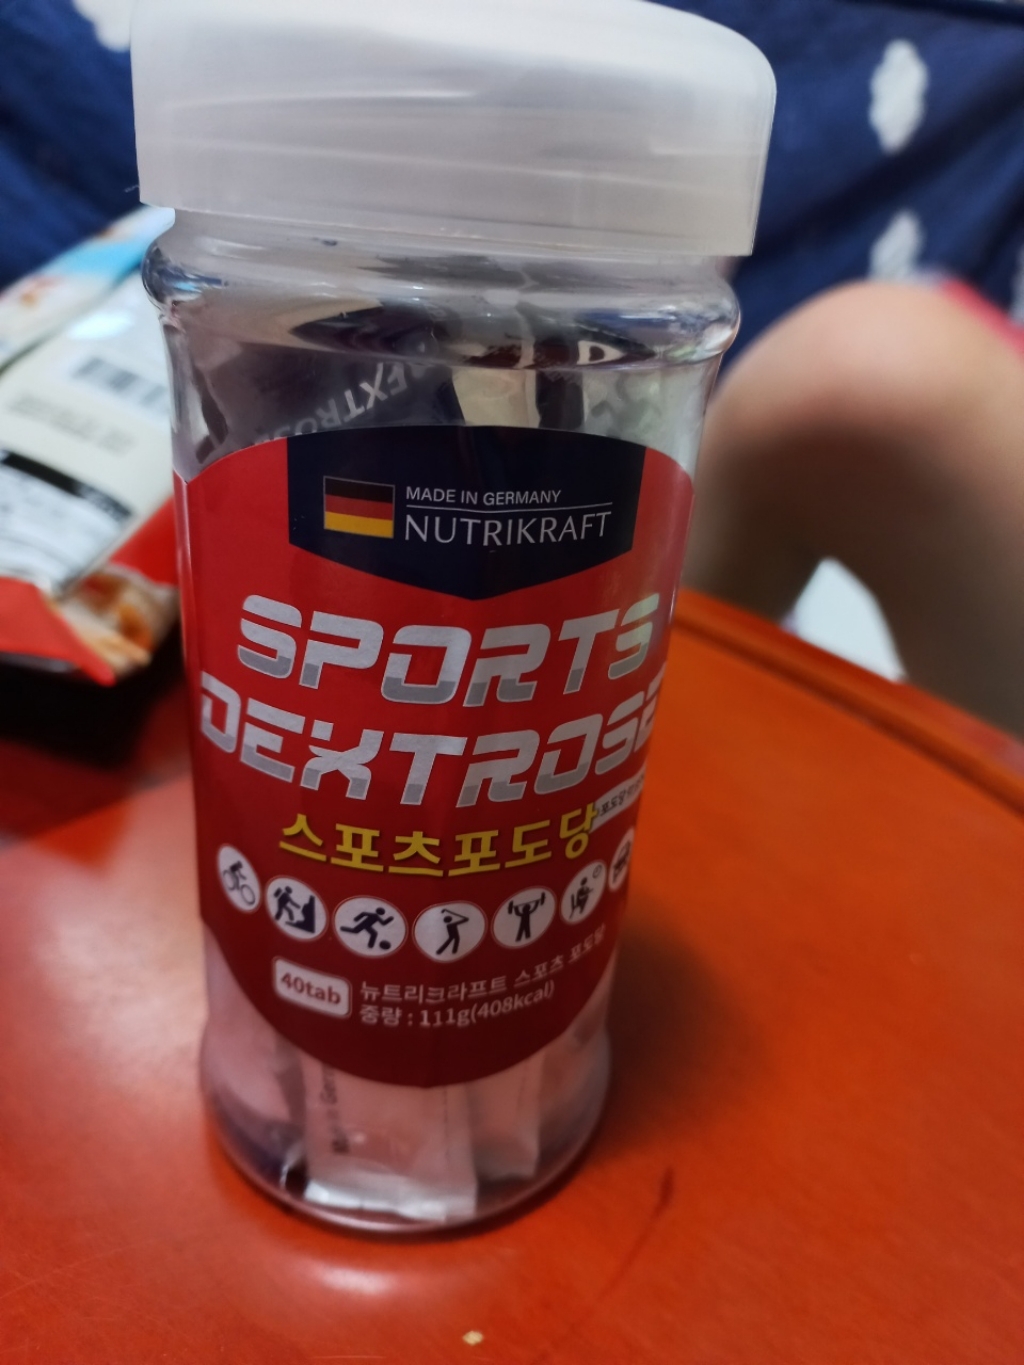 DEXTROSE
MADE IN GERMANY
NUTRIKRAFT
SPORTS
DEXTROSE
스포츠포도당
40tab
뉴트리크라프트 스포츠 포도당
중량 : 111g(408kcal)